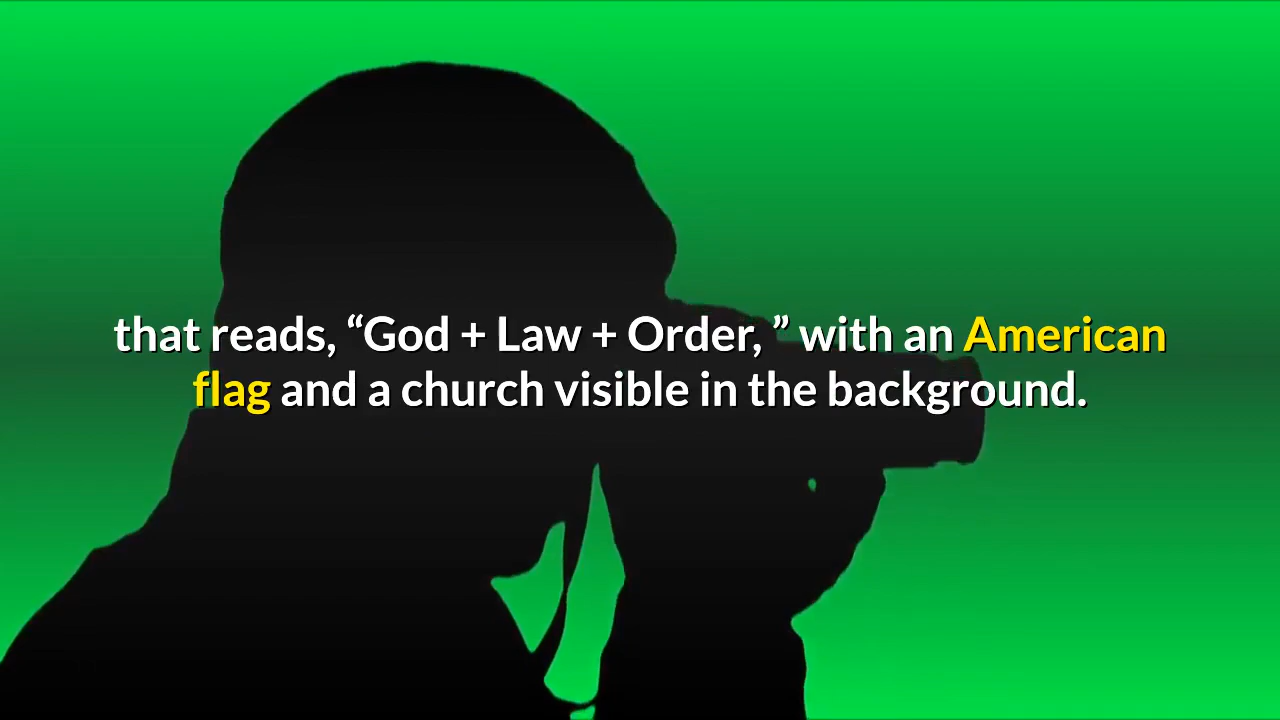 that reads, “God + Law + Order, ” with an American
flag and a church visible in the background.